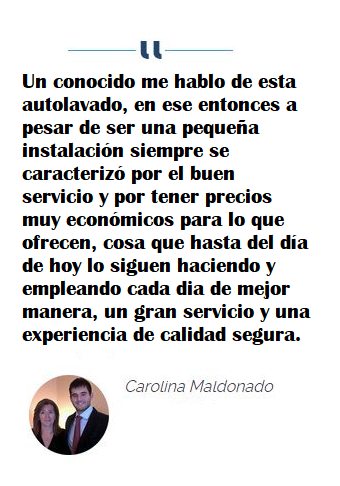 Un conocido me hablo de esta
autolavado, en ese entonces a
pesar de ser una pequeña
instalación siempre se
caracterizó por el buen
servicio y por tener precios
muy económicos para lo que
ofrecen, cosa que hasta del día
de hoy lo siguen haciendo y
empleando cada dia de mejor
manera, un gran servicio y una
experiencia de calidad segura.
Carolina Maldonado